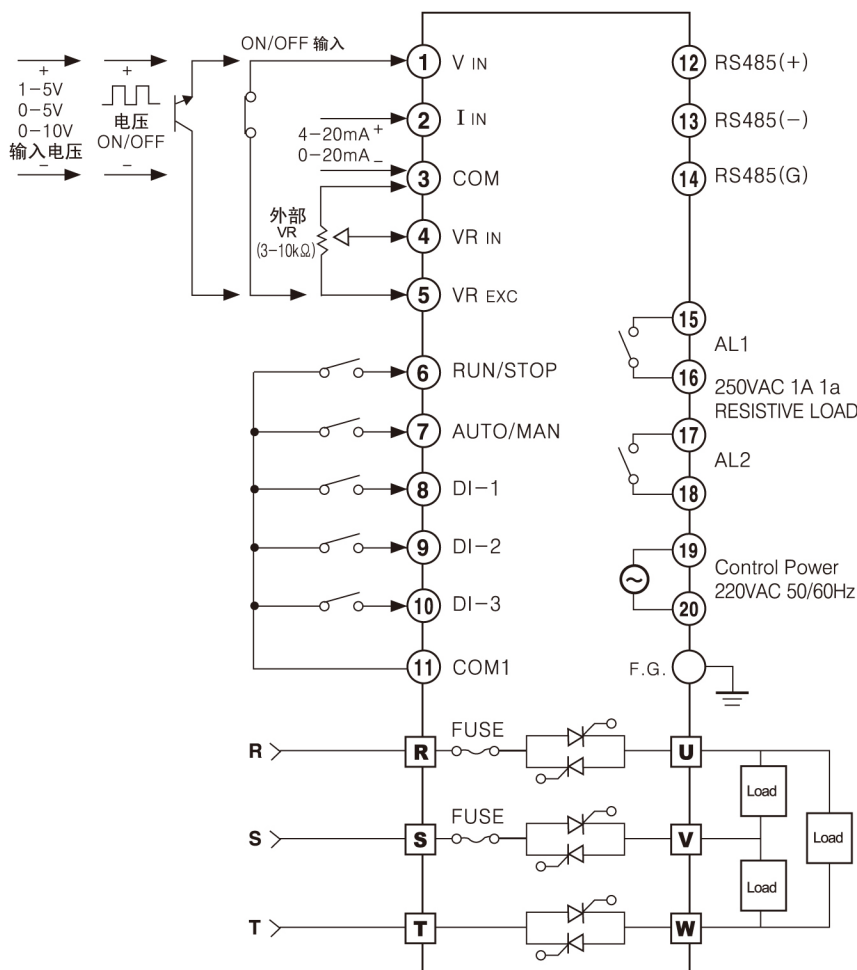 ON/OFF 输入
+
1-5V
0-5V
0-10V
输入电压
-
+
电压
ON/OFF
-
4-20mA +
0-20mA -
外部
VR
(3-10kΩ)
1 V IN
2 I IN
3 COM
4 VR IN
5 VR EXC
6 RUN/STOP
7 AUTO/MAN
8 DI-1
9 DI-2
10 DI-3
11 COM1
12 RS485(+)
13 RS485(-)
14 RS485(G)
15
AL1
16
250VAC 1A 1a
RESISTIVE LOAD
17
AL2
18
19
Control Power
220VAC 50/60Hz
20
F.G.
R R FUSE U
S S FUSE V
T T W
Load
Load
Load